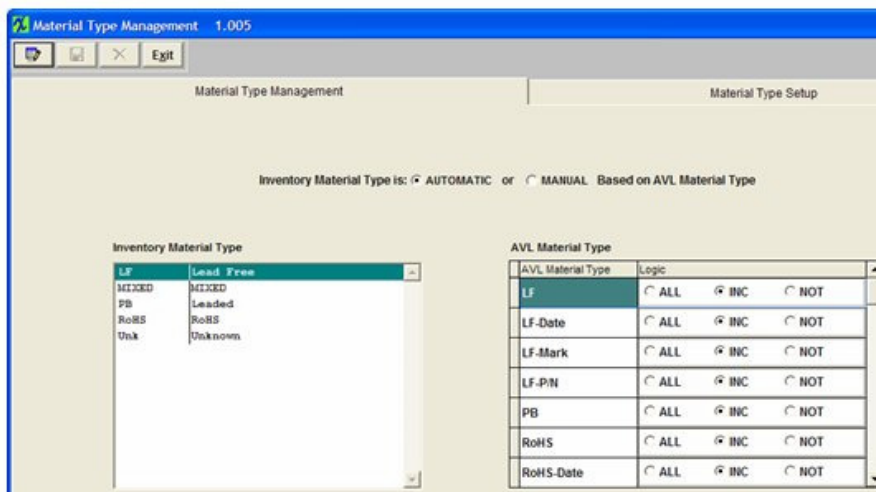 Material Type Management 1.005
Exit
Material Type Management
Material Type Setup
Inventory Material Type is: AUTOMATIC or MANUAL Based on AVL Material Type
Inventory Material Type
LF Lead Free
MIXED MIXED
PB Leaded
RoHS RoHS
Unk Unknown
AVL Material Type
AVL Material Type Logic
LF ALL INC NOT
LF-Date ALL INC NOT
LF-Mark ALL INC NOT
LF-P/N ALL INC NOT
PB ALL INC NOT
RoHS ALL INC NOT
RoHS-Date ALL INC NOT